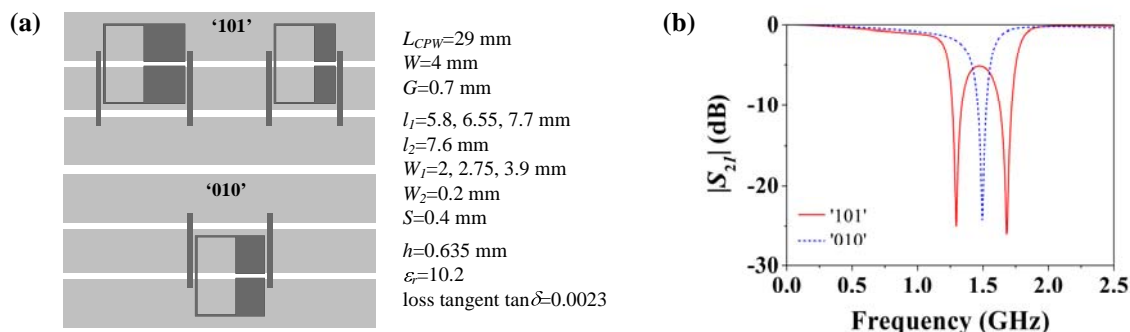 (a)
'101'
'010'
L_CPW=29 mm
W=4 mm
G=0.7 mm
l_1=5.8, 6.55, 7.7 mm
l_2=7.6 mm
W_1=2, 2.75, 3.9 mm
W_2=0.2 mm
S=0.4 mm
h=0.635 mm
ε_r=10.2
loss tangent tanδ=0.0023
(b)
|S_21| (dB)
0
-10
-20
-30
'101'
'010'
0.0 0.5 1.0 1.5 2.0 2.5
Frequency (GHz)